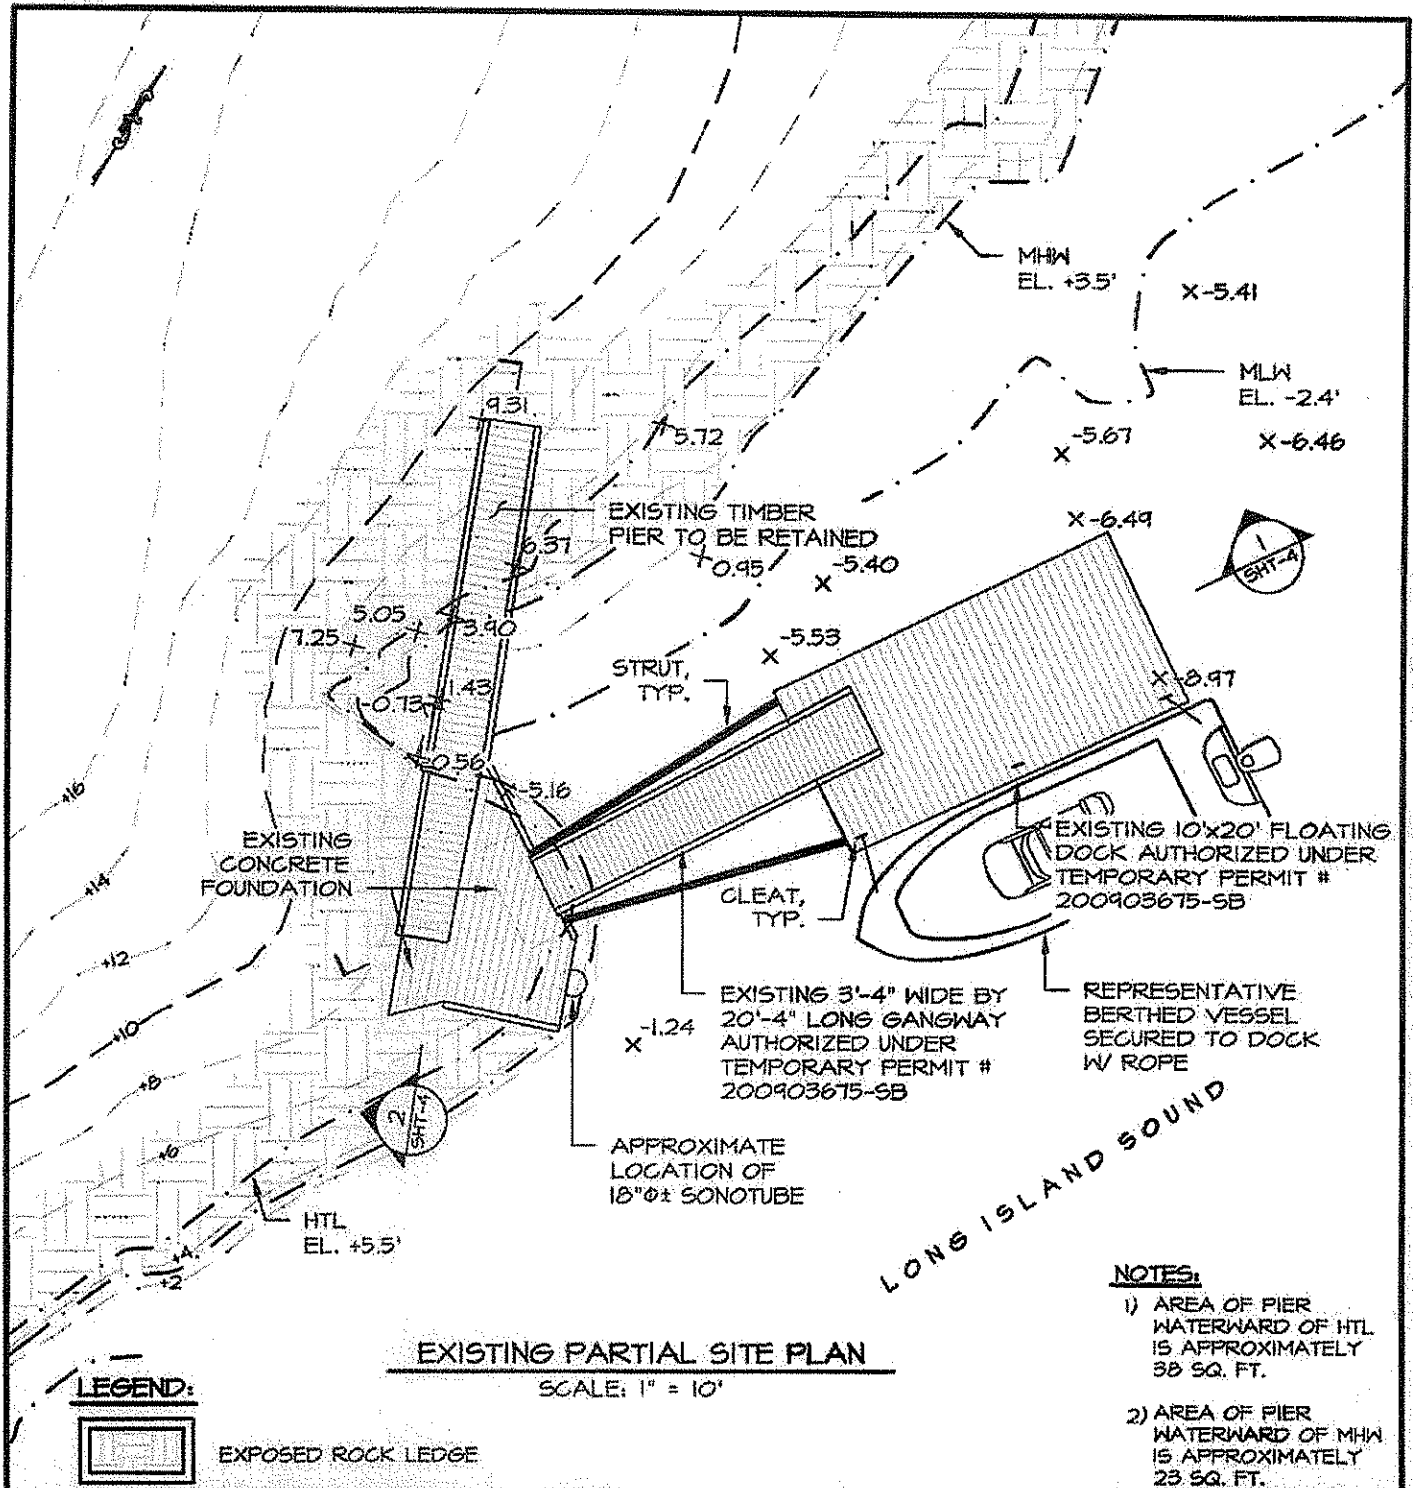 MHW
EL. +3.5'
×-5.41
MLW
EL. -2.4'
-5.67
×-6.46
×-6.49
9.31
5.72
EXISTING TIMBER
PIER TO BE RETAINED
6.37
0.95
-5.40
1
SHT-4
5.05
7.25
3.90
-5.53
STRUT,
TYP.
-8.97
1.43
-0.73
-0.56
-5.16
+16
EXISTING
CONCRETE
FOUNDATION
EXISTING 10'x20' FLOATING
DOCK AUTHORIZED UNDER
TEMPORARY PERMIT #
200903675-SB
+14
CLEAT,
TYP.
+12
EXISTING 3'-4" WIDE BY
20'-4" LONG GANGWAY
AUTHORIZED UNDER
TEMPORARY PERMIT #
200903675-SB
REPRESENTATIVE
BERTHED VESSEL
SECURED TO DOCK
W/ ROPE
+10
-1.24
+8
2
SHT-4
+6
APPROXIMATE
LOCATION OF
18"Φ± SONOTUBE
LONG ISLAND SOUND
HTL
EL. +5.5'
+4
+2
NOTES:
1) AREA OF PIER
WATERWARD OF HTL
IS APPROXIMATELY
38 SQ. FT.
2) AREA OF PIER
WATERWARD OF MHW
IS APPROXIMATELY
23 SQ. FT.
EXISTING PARTIAL SITE PLAN
SCALE: 1" = 10'
LEGEND:
EXPOSED ROCK LEDGE